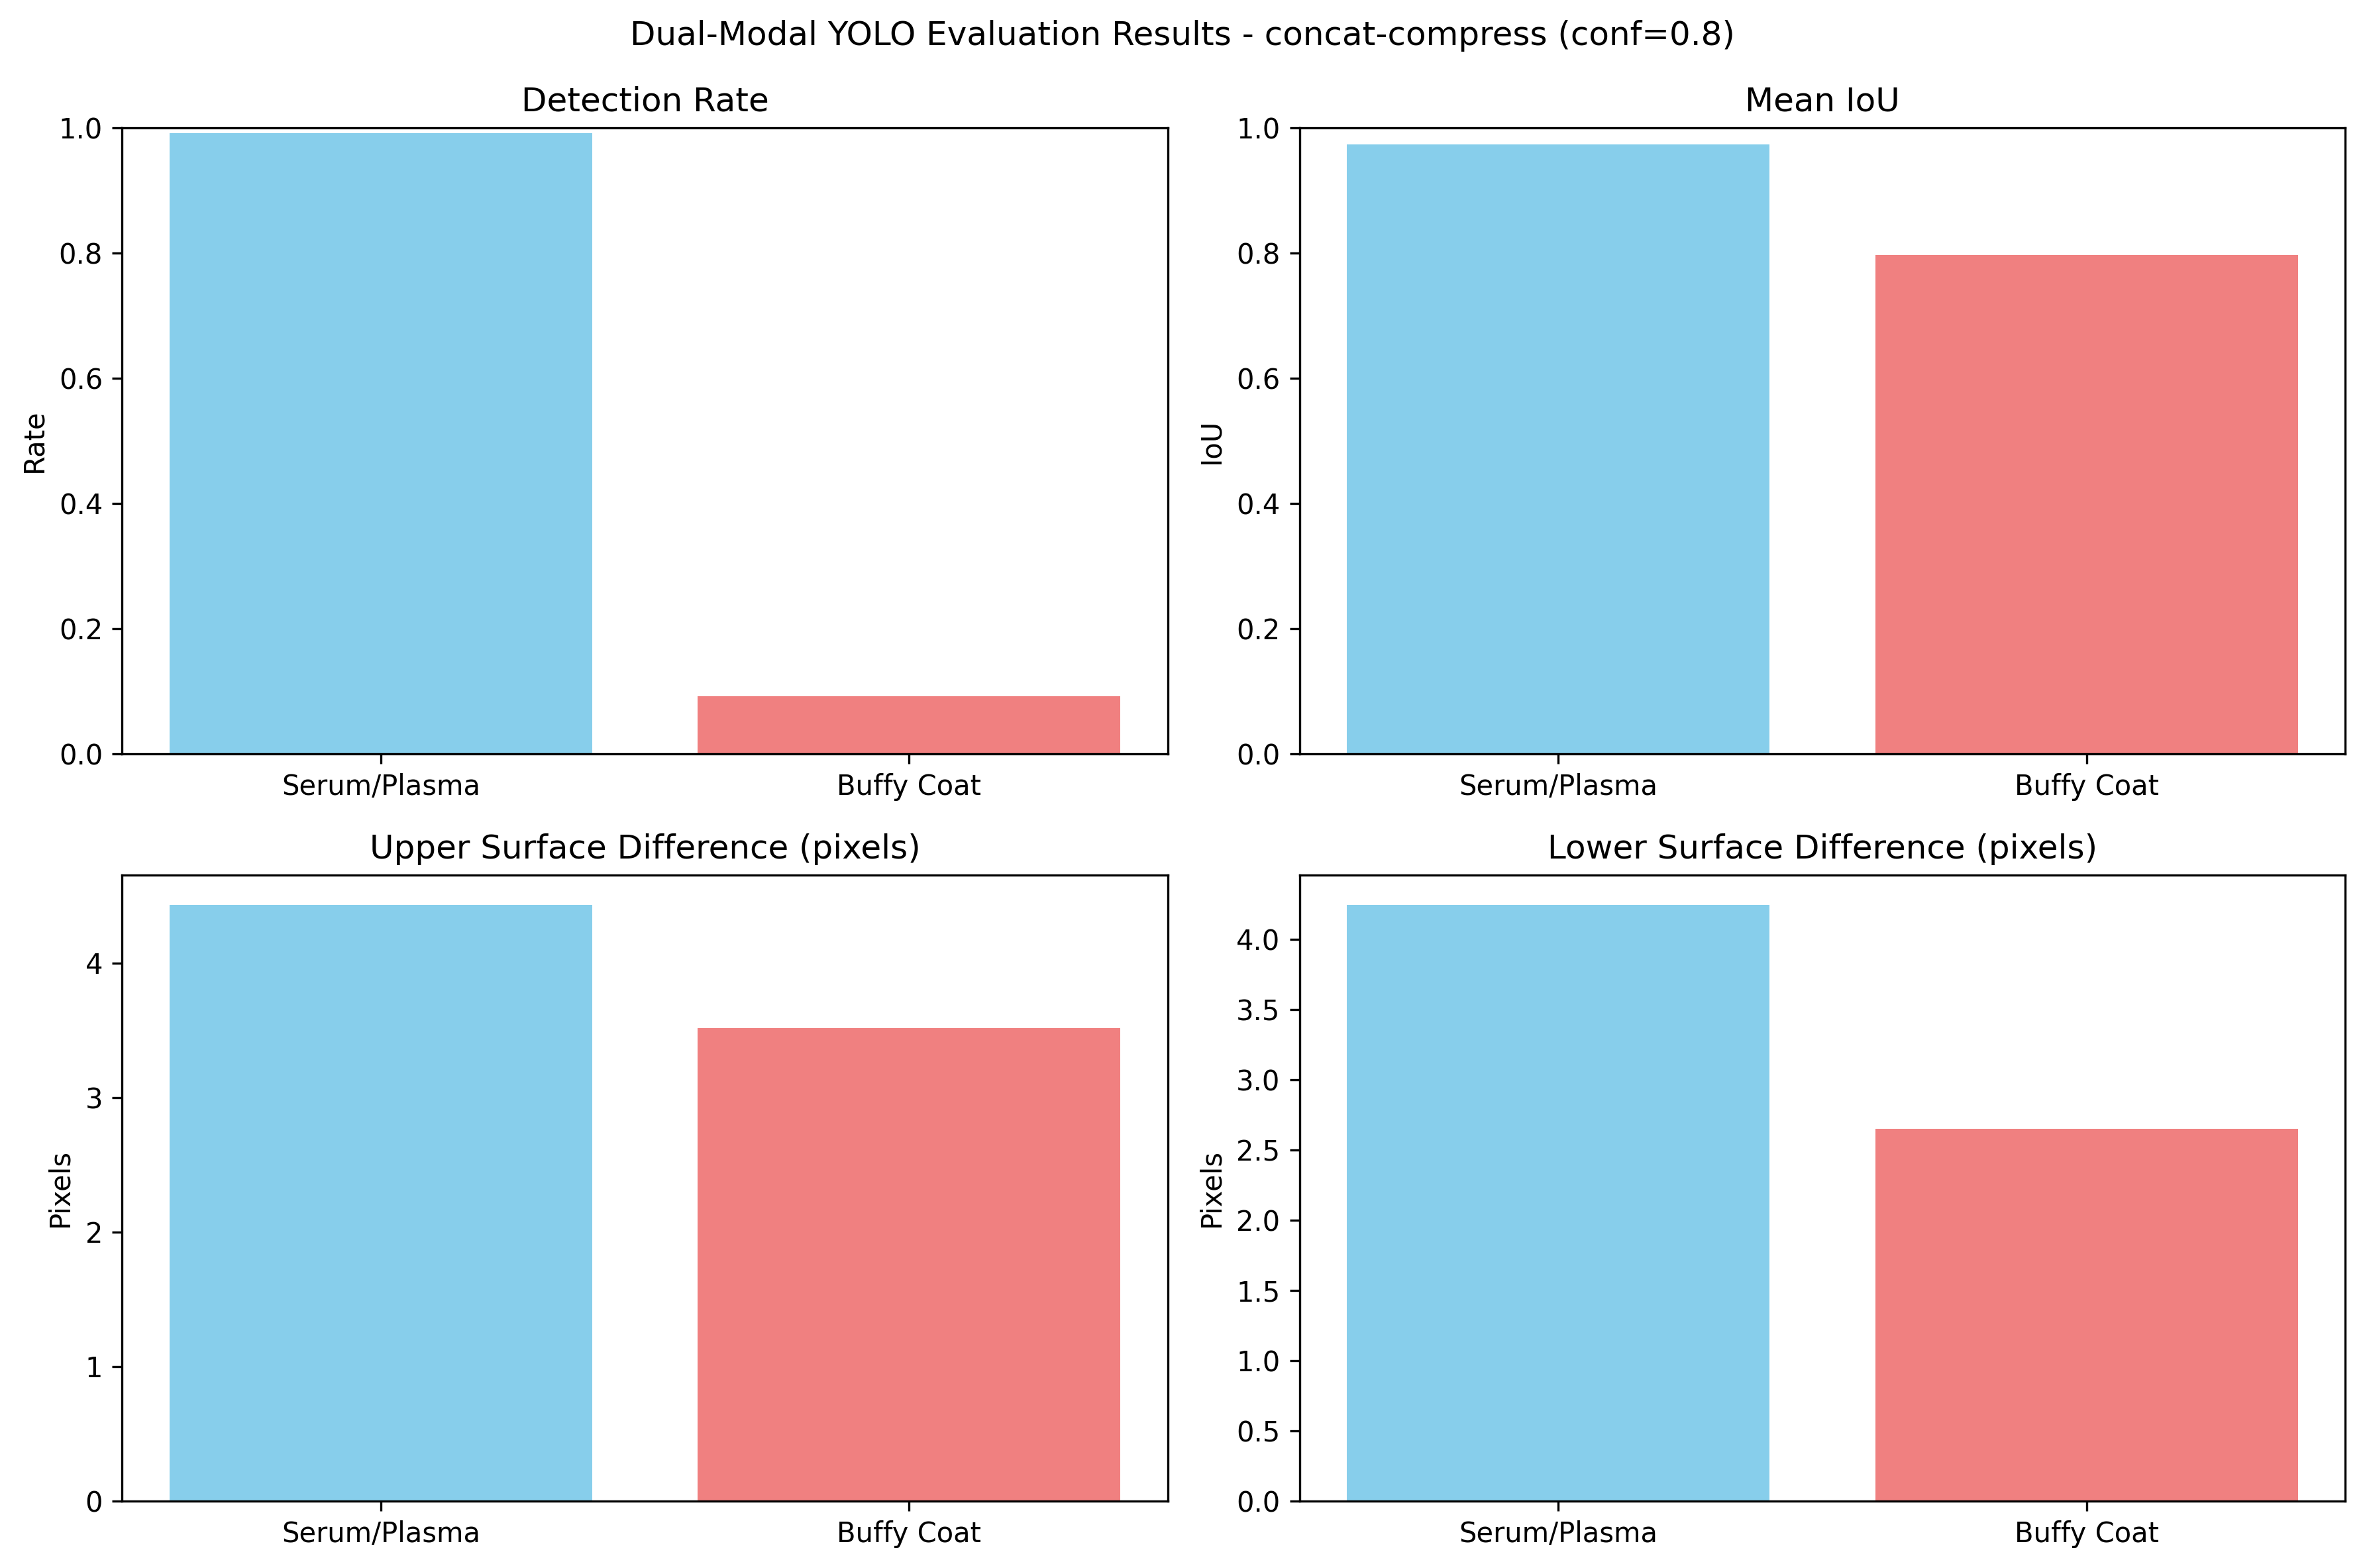 Dual-Modal YOLO Evaluation Results - concat-compress (conf=0.8)
Detection Rate
1.0
0.8
0.6
0.4
0.2
0.0
Rate
Serum/Plasma
Buffy Coat
Mean IoU
1.0
0.8
0.6
0.4
0.2
0.0
IoU
Serum/Plasma
Buffy Coat
Upper Surface Difference (pixels)
4
3
2
1
0
Pixels
Serum/Plasma
Buffy Coat
Lower Surface Difference (pixels)
4.0
3.5
3.0
2.5
2.0
1.5
1.0
0.5
0.0
Pixels
Serum/Plasma
Buffy Coat